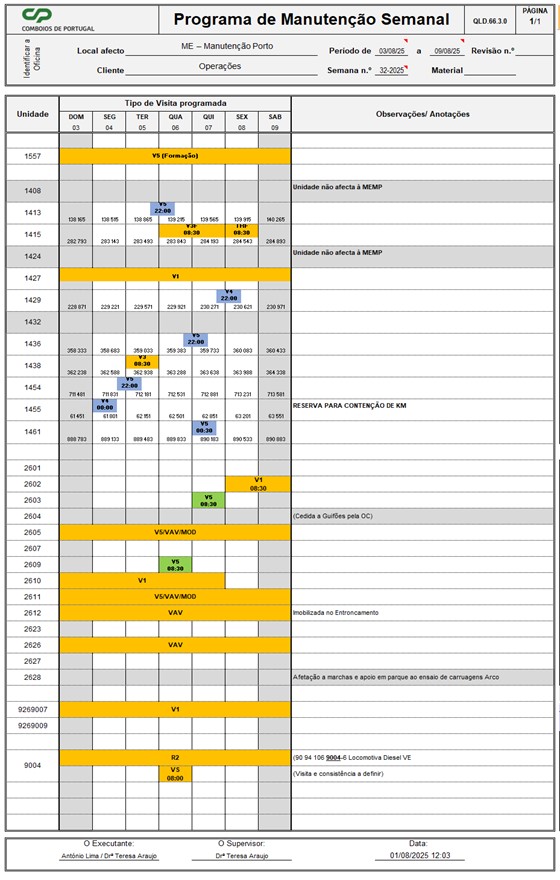 CP
COMBOIOS DE PORTUGAL
Programa de Manutenção Semanal
QLD.66.3.0
PÁGINA
1/1
Identificar a Oficina
Local afecto ME – Manutenção Porto Período de 03/08/25 a 09/08/25 Revisão n.º
Cliente Operações Semana n.º 32-2025 Material
Unidade Tipo de Visita programada Observações/ Anotações
DOM SEG TER QUA QUI SEX SAB
03 04 05 06 07 08 09
1557 V5 (Formação)
1408 Unidade não afecta à MEMP
1413 V5 22:00
138 165 138 515 138 865 139 215 139 565 139 915 140 265
1415 V3F 08:30 THF 08:30
282 793 283 143 283 493 283 843 284 193 284 543 284 893
1424 Unidade não afecta à MEMP
1427 V1
1429 V4 22:00
228 871 229 221 229 571 229 921 230 271 230 621 230 971
1432
1436 V5 22:00
358 333 358 683 359 033 359 383 359 733 360 083 360 433
1438 V3 08:30
362 238 362 588 362 938 363 288 363 638 363 988 364 338
1454 V5 22:00
711 481 711 831 712 181 712 531 712 881 713 231 713 581
1455 V4 00:00 RESERVA PARA CONTENÇÃO DE KM
61 451 61 801 62 151 62 501 62 851 63 201 63 551
1461 V5 08:30
888 783 889 133 889 483 889 833 890 183 890 533 890 883
2601
2602 V1 08:30
2603 V5 08:30
2604 (Cedida a Guifões pela OC)
2605 V5/VAV/MOD
2607
2609 V5 08:30
2610 V1
2611 V5/VAV/MOD
2612 VAV Imobilizada no Entroncamento
2623
2626 VAV
2627
2628 Afetação a marchas e apoio em parque ao ensaio de carruagens Arco
9269007 V1
9269009
9004 R2 (90 94 106 9004-6 Locomotiva Diesel VE
VS 08:00 (Visita e consistência a definir)
O Executante: O Supervisor: Data:
António Lima / Drª Teresa Araujo Drª Teresa Araujo 01/08/2025 12:03